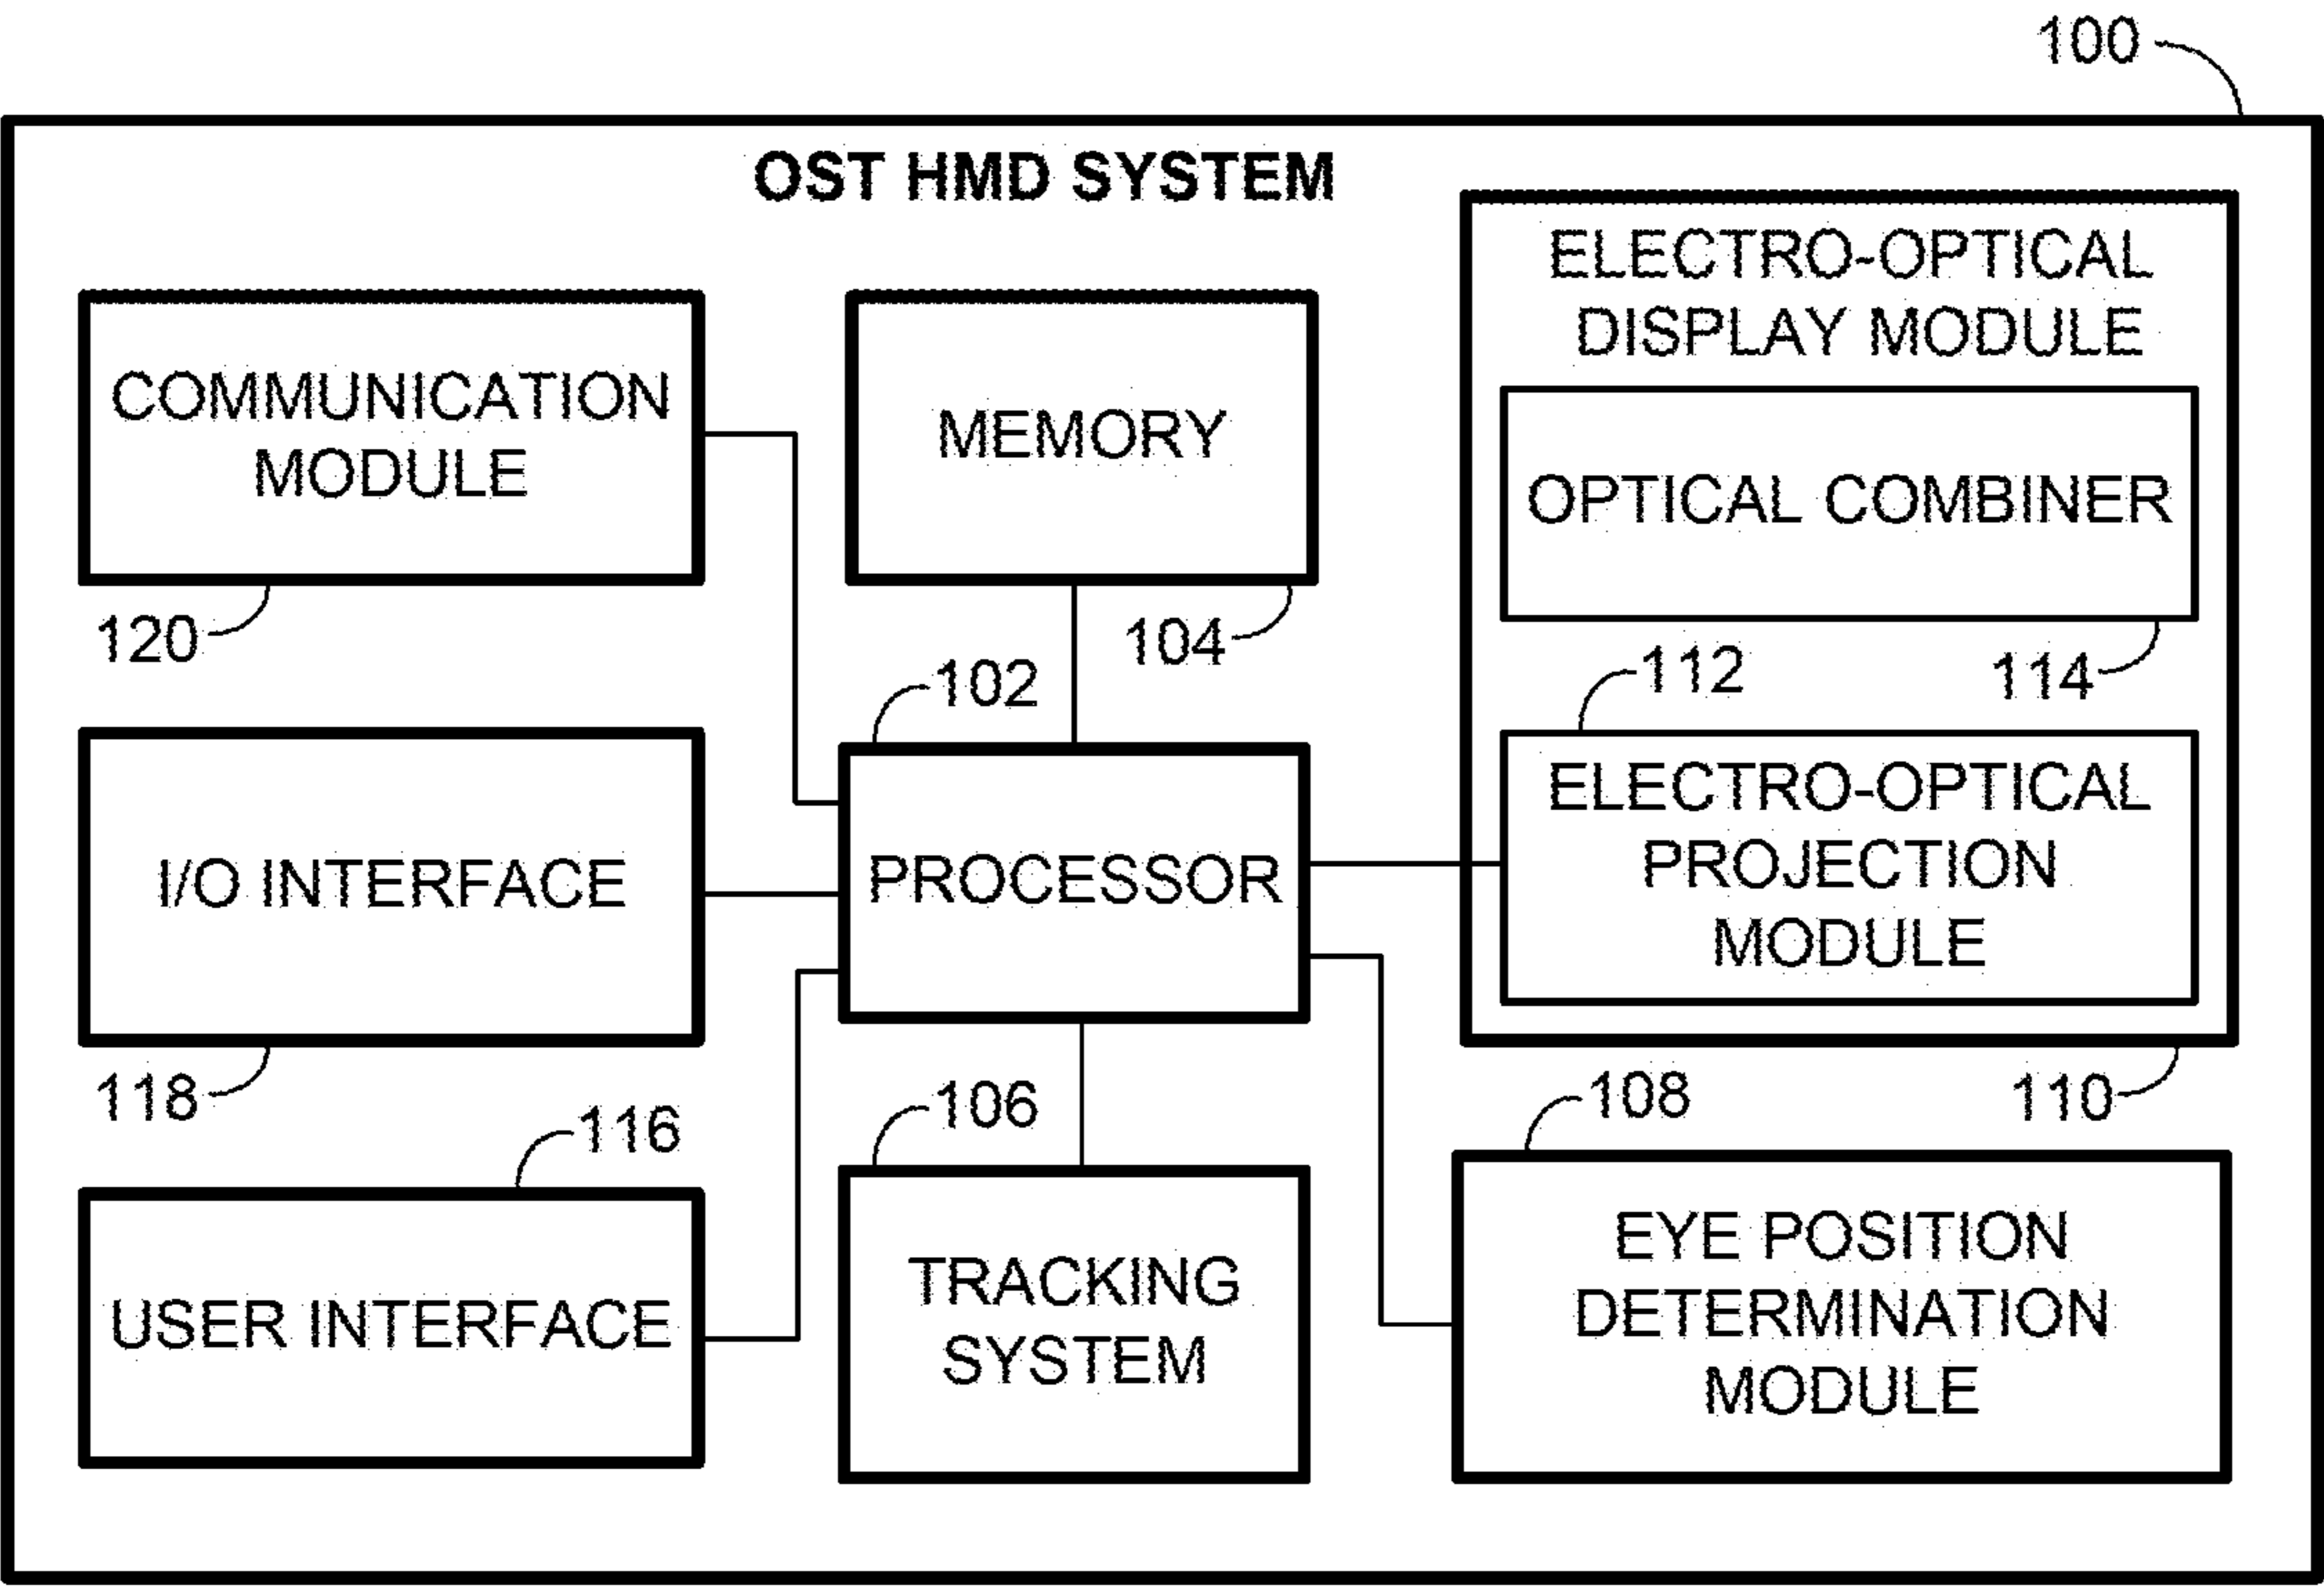 100
OST HMD SYSTEM
COMMUNICATION
MODULE
120
MEMORY
104
ELECTRO-OPTICAL
DISPLAY MODULE
OPTICAL COMBINER
114
112
ELECTRO-OPTICAL
PROJECTION
MODULE
110
102
PROCESSOR
I/O INTERFACE
118
116
USER INTERFACE
106
TRACKING
SYSTEM
108
EYE POSITION
DETERMINATION
MODULE